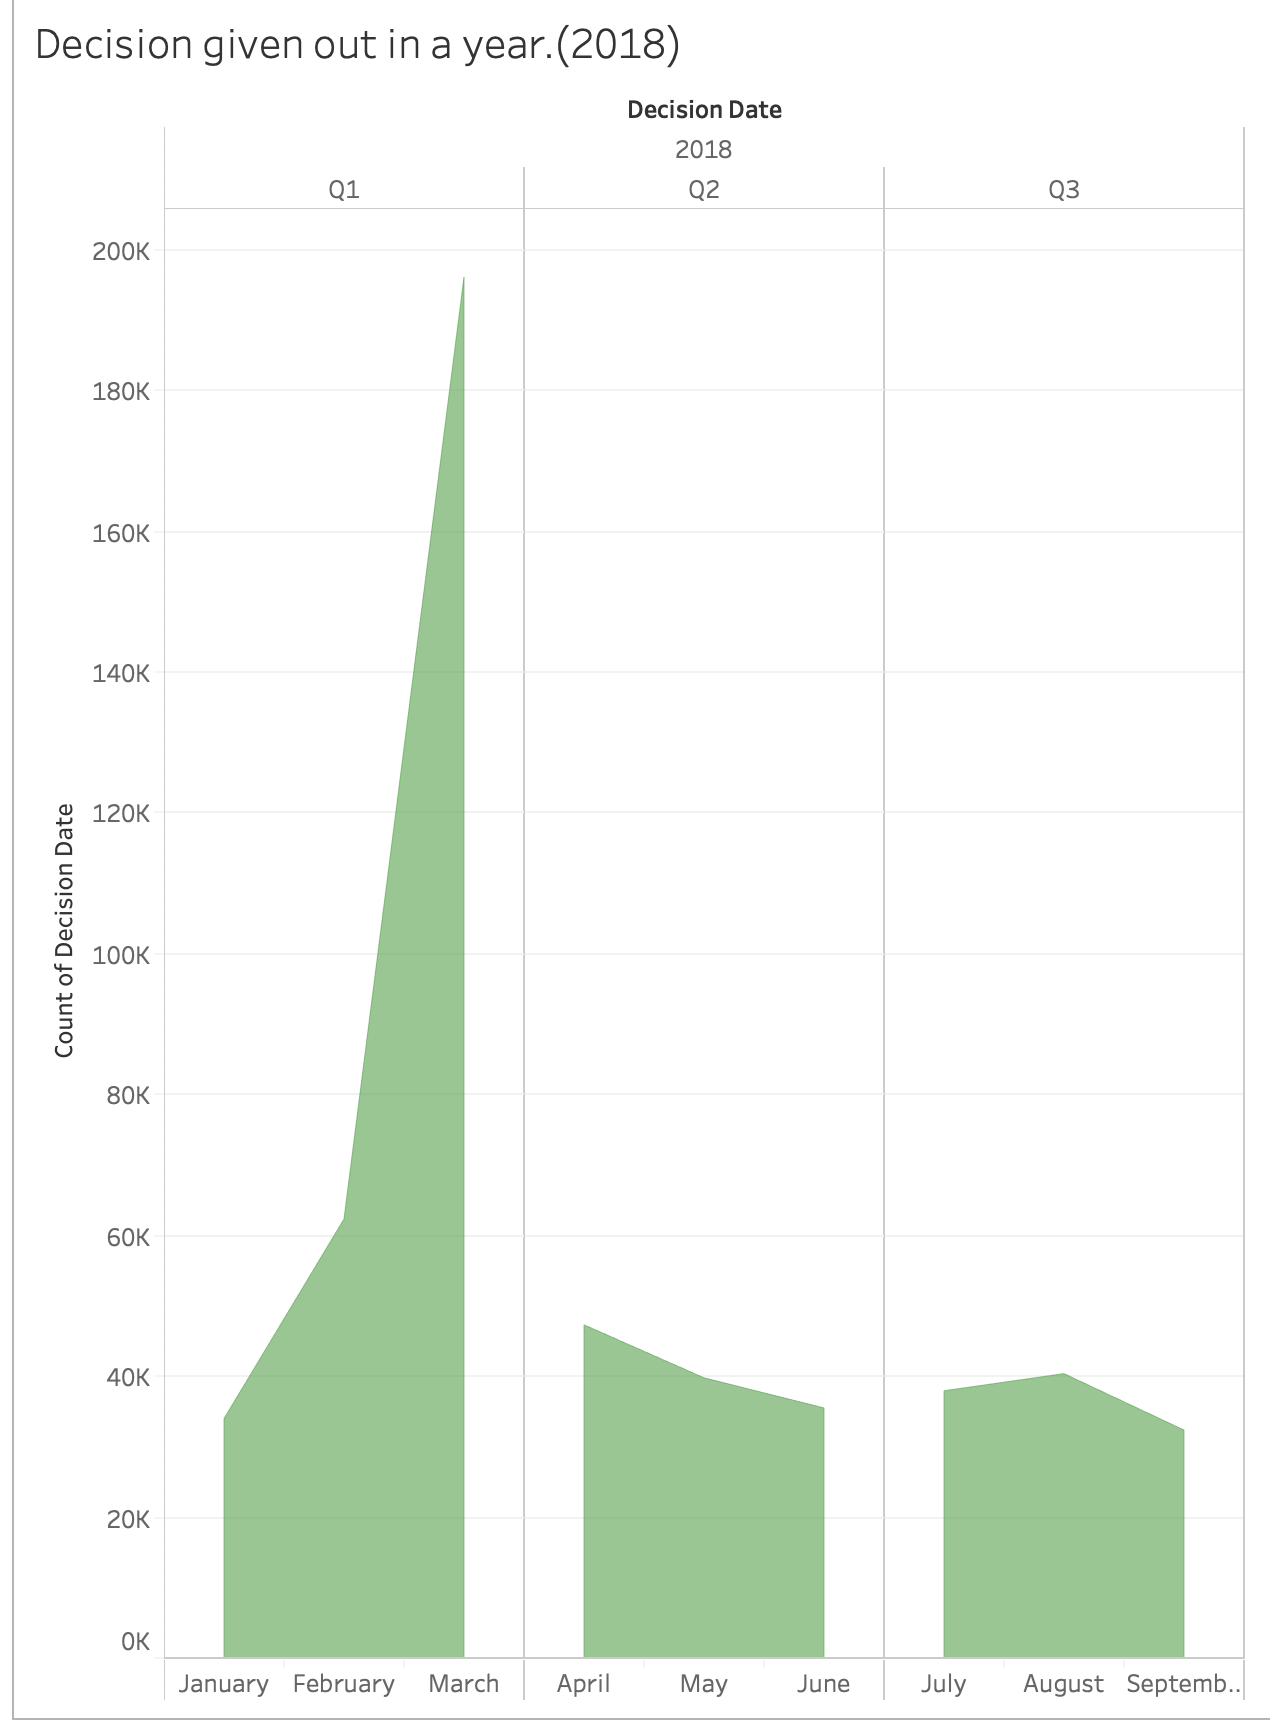 Decision given out in a year.(2018)
Decision Date
2018
Q1 Q2 Q3
200K
180K
160K
140K
120K
100K
80K
60K
40K
20K
0K
Count of Decision Date
January February March April May June July August Septemb..